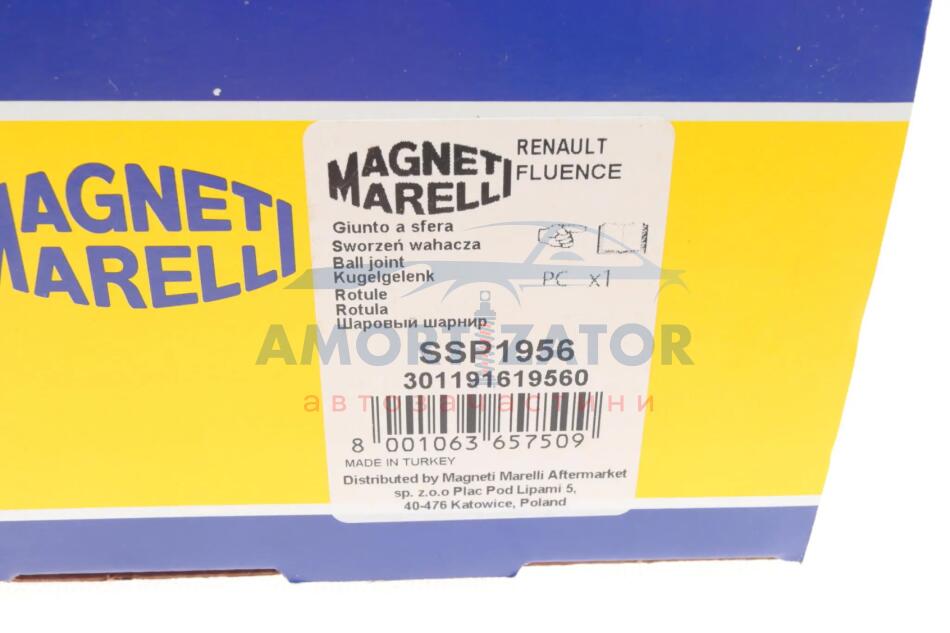 MAGNETI
MARELLI
MAGNETI
MARELLI
RENAULT
FLUENCE
Giunto a sfera
Sworzeń wahacza
Ball joint
Kugelgelenk
Rotule
Rotula
Шаровый шарнир
PC x1
AMORTIZATOR
SSP1956
301191619560
автозапчастини
8 001063 657509
MADE IN TURKEY
Distributed by Magneti Marelli Aftermarket
sp. z.o.o Plac Pod Lipami 5,
40-476 Katowice, Poland